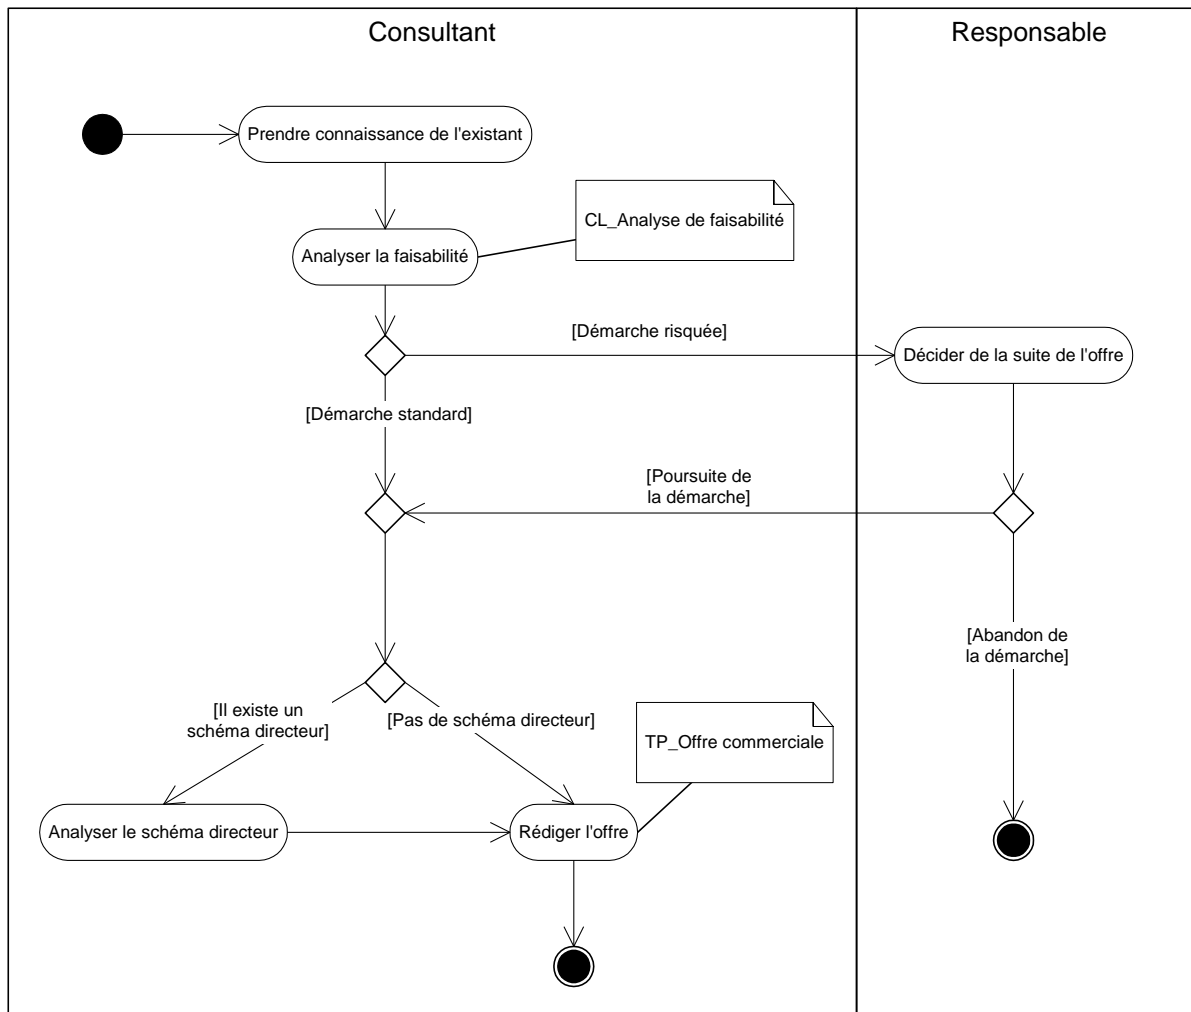 Consultant
Responsable
Prendre connaissance de l'existant
CL_Analyse de faisabilité
Analyser la faisabilité
[Démarche risquée]
Décider de la suite de l'offre
[Démarche standard]
[Poursuite de
la démarche]
[Abandon de
la démarche]
[Il existe un
schéma directeur]
[Pas de schéma directeur]
TP_Offre commerciale
Analyser le schéma directeur
Rédiger l'offre